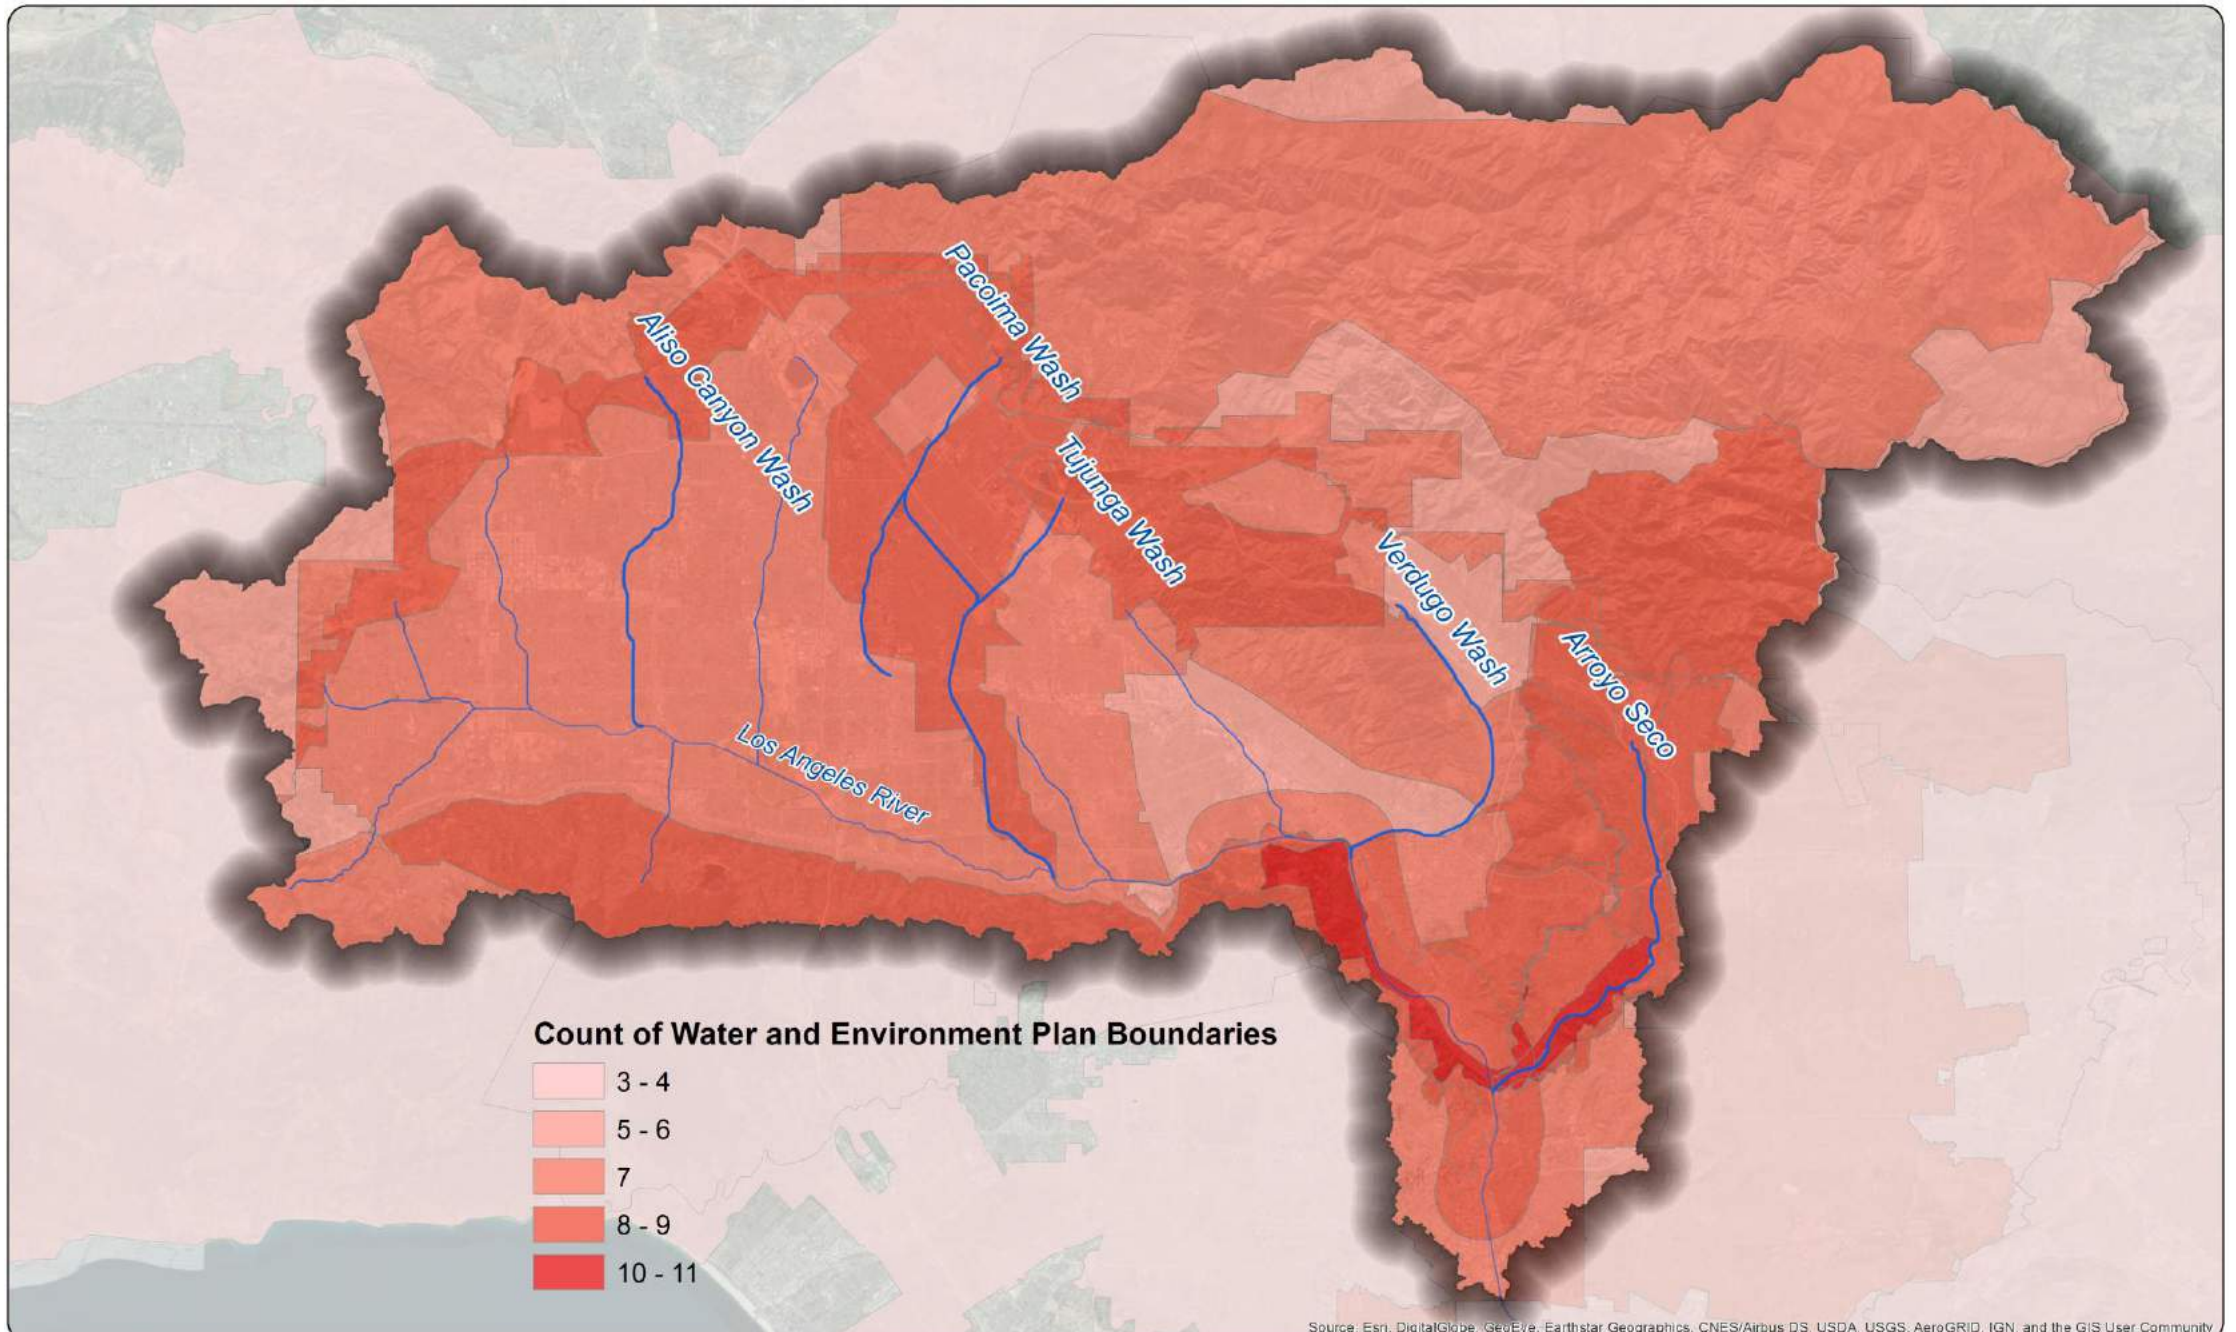 Pacoima Wash
Aliso Canyon Wash
Tujunga Wash
Verdugo Wash
Arroyo Seco
Los Angeles River
Count of Water and Environment Plan Boundaries
3 - 4
5 - 6
7
8 - 9
10 - 11
Source: Esri, DigitalGlobe, GeoEye, Earthstar Geographics, CNES/Airbus DS, USDA, USGS, AeroGRID, IGN, and the GIS User Community